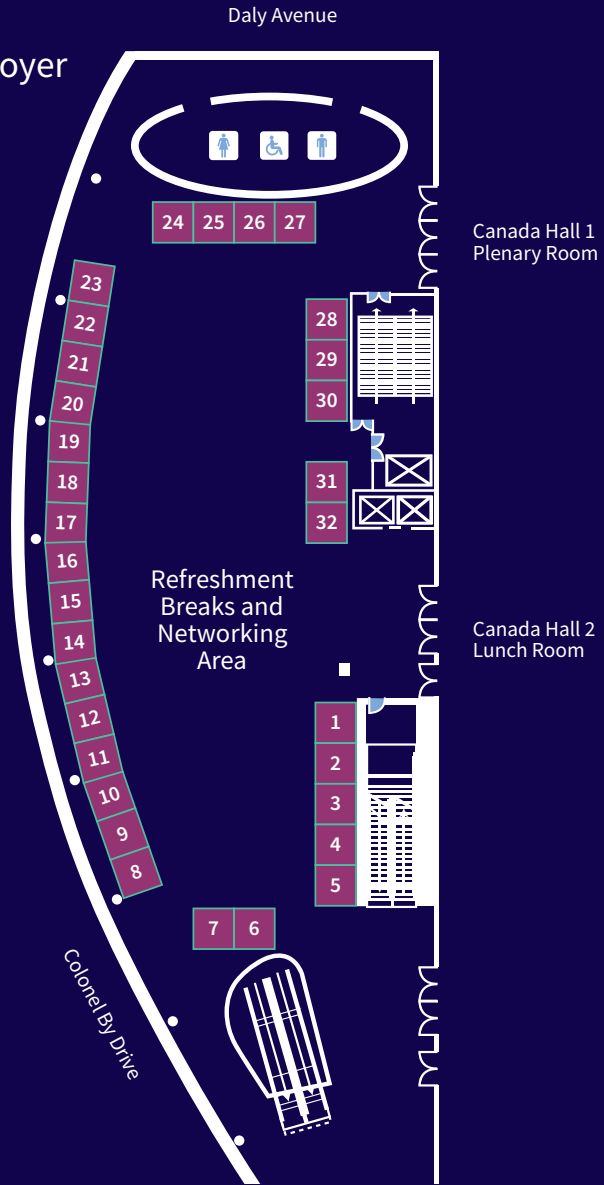 Daly Avenue
oyer
24 25 26 27
Canada Hall 1
Plenary Room
23
22
21
20
19
18
17
16
15
14
13
12
11
10
9
8
28
29
30
31
32
Refreshment
Breaks and
Networking
Area
Canada Hall 2
Lunch Room
1
2
3
4
5
7 6
Colonel By Drive